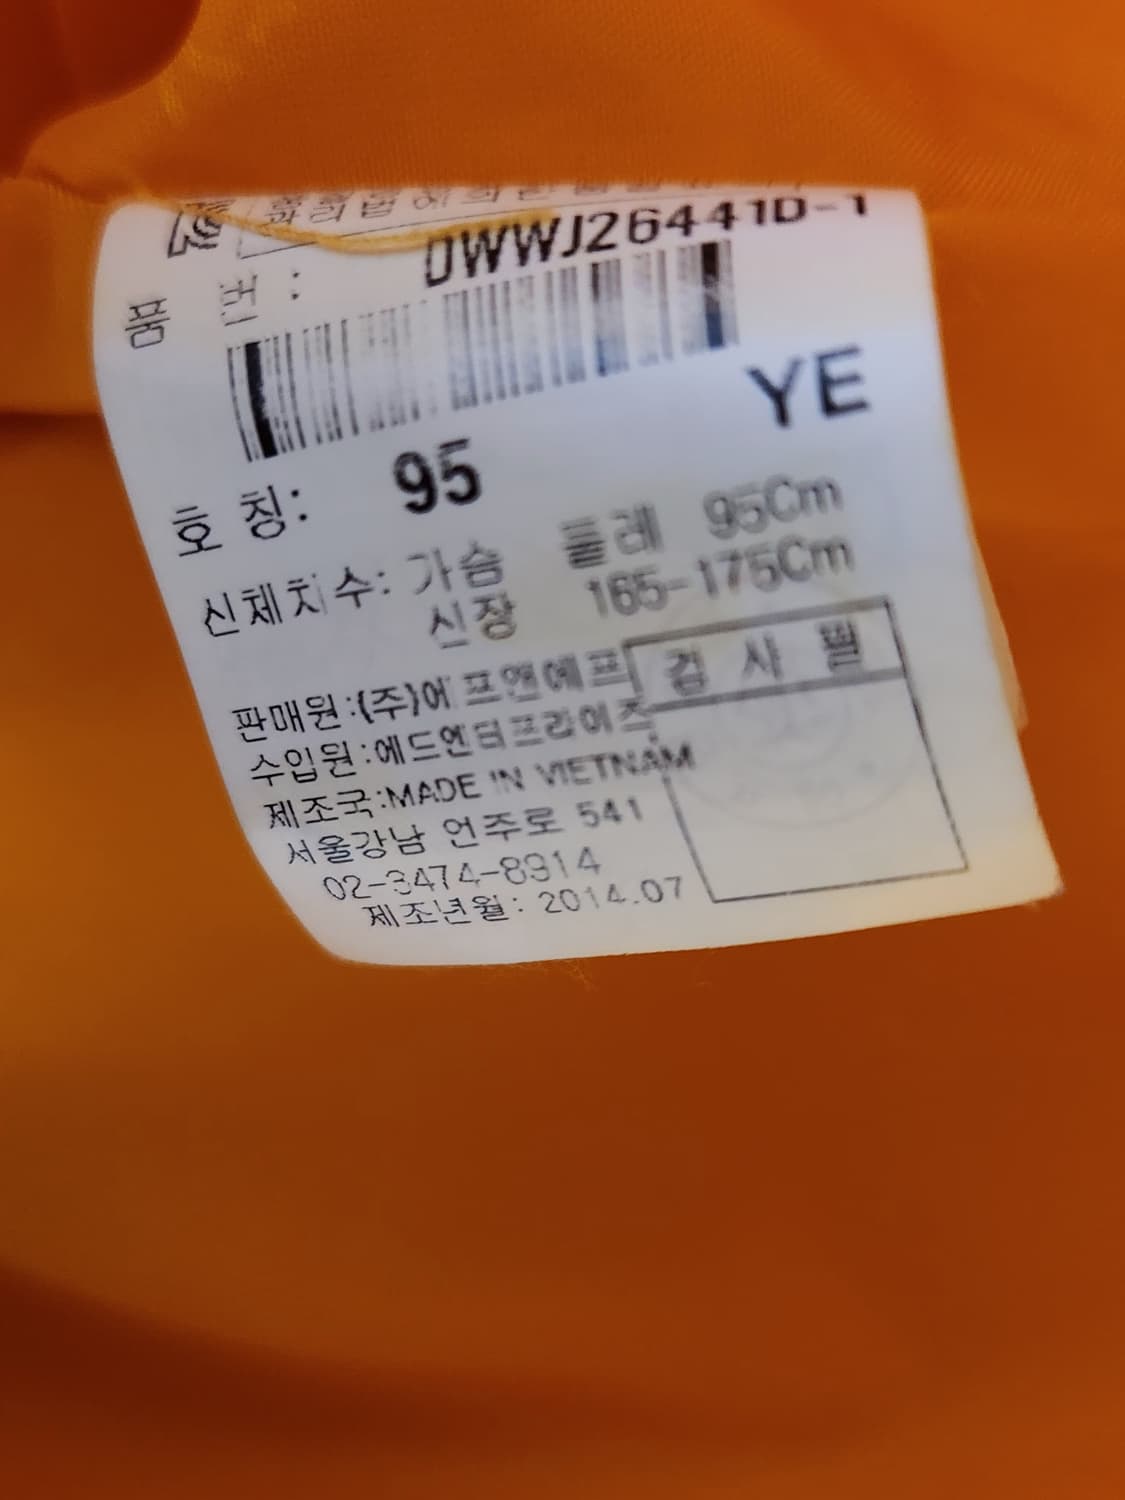 품 번 : DWWJ26441D-1
YE
호 칭: 95
신체치수: 가슴 둘레 95Cm
신장 165-175Cm
검 사 필
판매원:(주)에프앤에프
수입원:에드엔터프라이즈
제조국:MADE IN VIETNAM
서울강남 언주로 541
02-3474-8914
제조년월: 2014.07